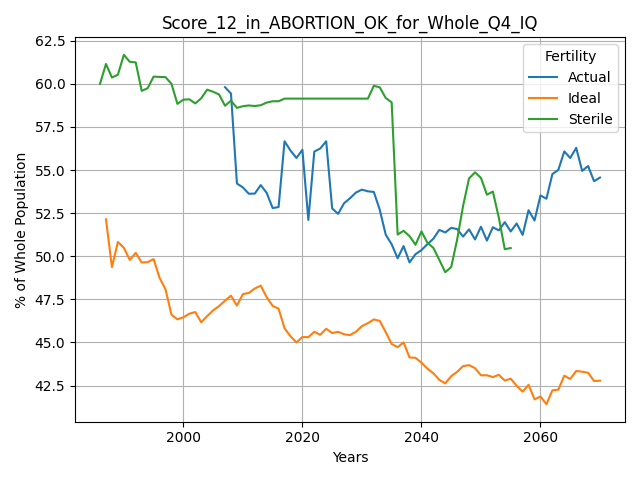 Score_12_in_ABORTION_OK_for_Whole_Q4_IQ
% of Whole Population
62.5
60.0
57.5
55.0
52.5
50.0
47.5
45.0
42.5
Fertility
Actual
Ideal
Sterile
2000
2020
2040
2060
Years